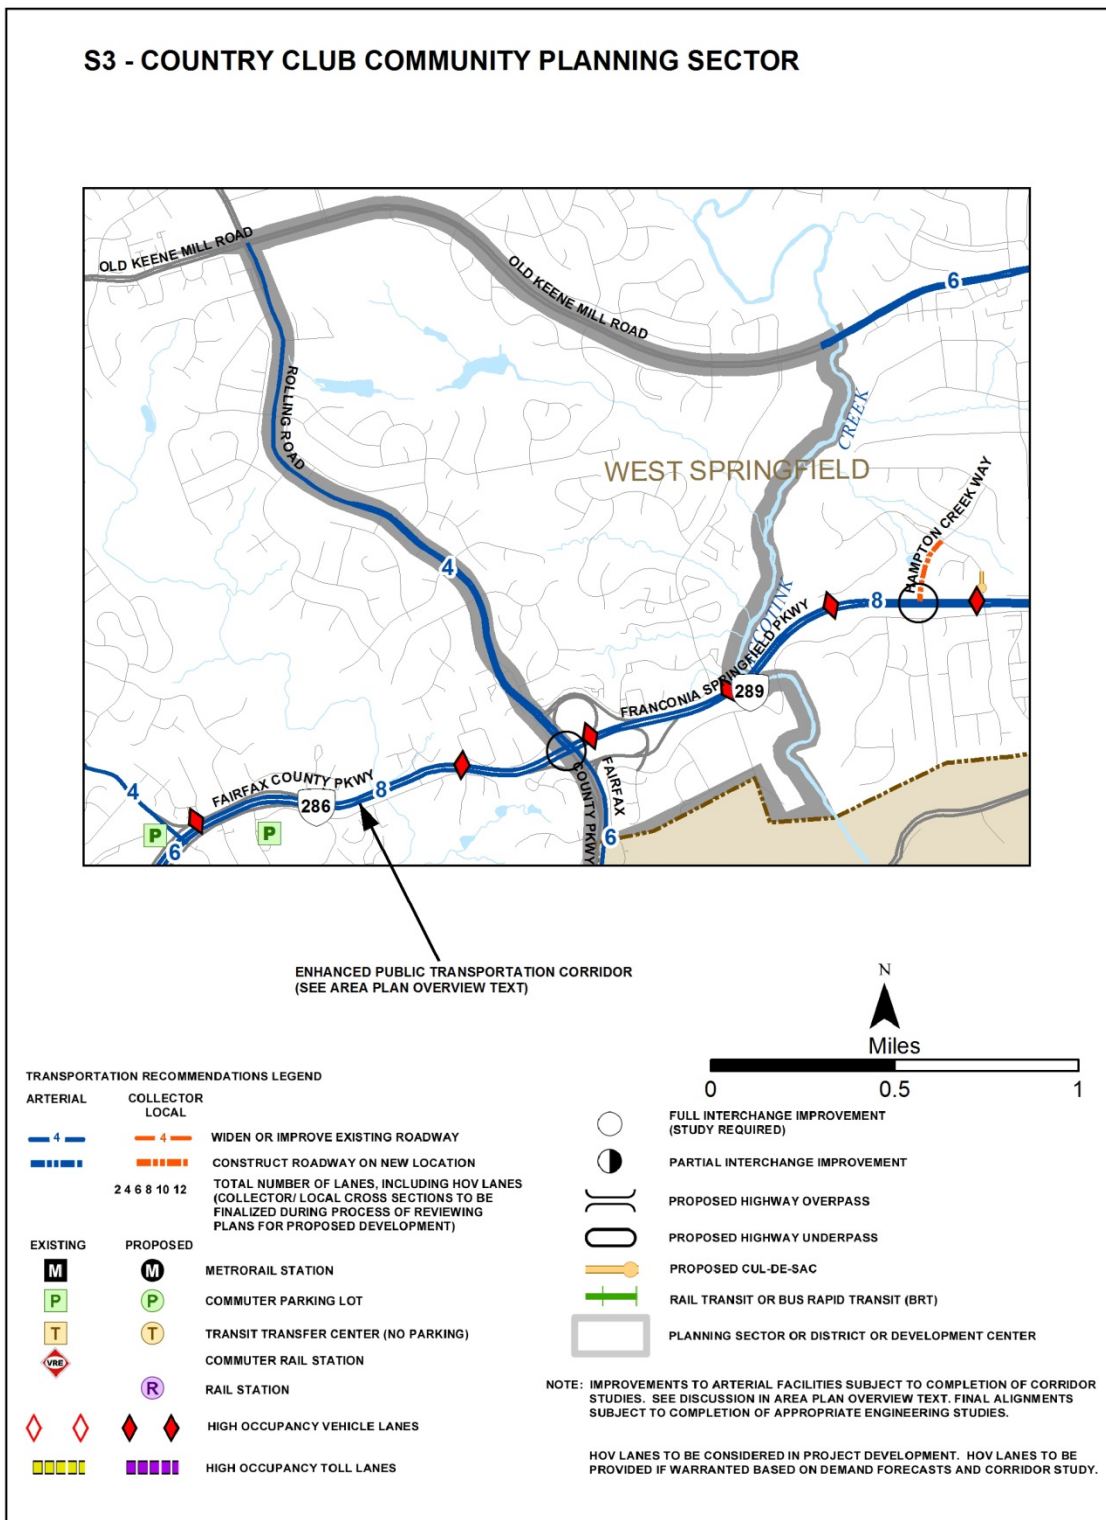 S3 - COUNTRY CLUB COMMUNITY PLANNING SECTOR
OLD KEENE MILL ROAD
OLD KEENE MILL ROAD
6
ROLLING ROAD
CREEK
WEST SPRINGFIELD
HAMPTON CREEK WAY
4
8
COTINK
FRANCONIA SPRINGFIELD PKWY
289
FAIRFAX
COUNTY PKWY
FAIRFAX COUNTY PKWY
286
8
4
P
P
6
6
ENHANCED PUBLIC TRANSPORTATION CORRIDOR
(SEE AREA PLAN OVERVIEW TEXT)
N
Miles
0 0.5 1
TRANSPORTATION RECOMMENDATIONS LEGEND
ARTERIAL COLLECTOR
LOCAL
4 4 WIDEN OR IMPROVE EXISTING ROADWAY
CONSTRUCT ROADWAY ON NEW LOCATION
2 4 6 8 10 12 TOTAL NUMBER OF LANES, INCLUDING HOV LANES
(COLLECTOR/ LOCAL CROSS SECTIONS TO BE
FINALIZED DURING PROCESS OF REVIEWING
PLANS FOR PROPOSED DEVELOPMENT)
EXISTING PROPOSED
M M METRORAIL STATION
P P COMMUTER PARKING LOT
T T TRANSIT TRANSFER CENTER (NO PARKING)
VRE COMMUTER RAIL STATION
R RAIL STATION
HIGH OCCUPANCY VEHICLE LANES
HIGH OCCUPANCY TOLL LANES
FULL INTERCHANGE IMPROVEMENT
(STUDY REQUIRED)
PARTIAL INTERCHANGE IMPROVEMENT
PROPOSED HIGHWAY OVERPASS
PROPOSED HIGHWAY UNDERPASS
PROPOSED CUL-DE-SAC
RAIL TRANSIT OR BUS RAPID TRANSIT (BRT)
PLANNING SECTOR OR DISTRICT OR DEVELOPMENT CENTER
NOTE: IMPROVEMENTS TO ARTERIAL FACILITIES SUBJECT TO COMPLETION OF CORRIDOR
STUDIES. SEE DISCUSSION IN AREA PLAN OVERVIEW TEXT. FINAL ALIGNMENTS
SUBJECT TO COMPLETION OF APPROPRIATE ENGINEERING STUDIES.
HOV LANES TO BE CONSIDERED IN PROJECT DEVELOPMENT. HOV LANES TO BE
PROVIDED IF WARRANTED BASED ON DEMAND FORECASTS AND CORRIDOR STUDY.